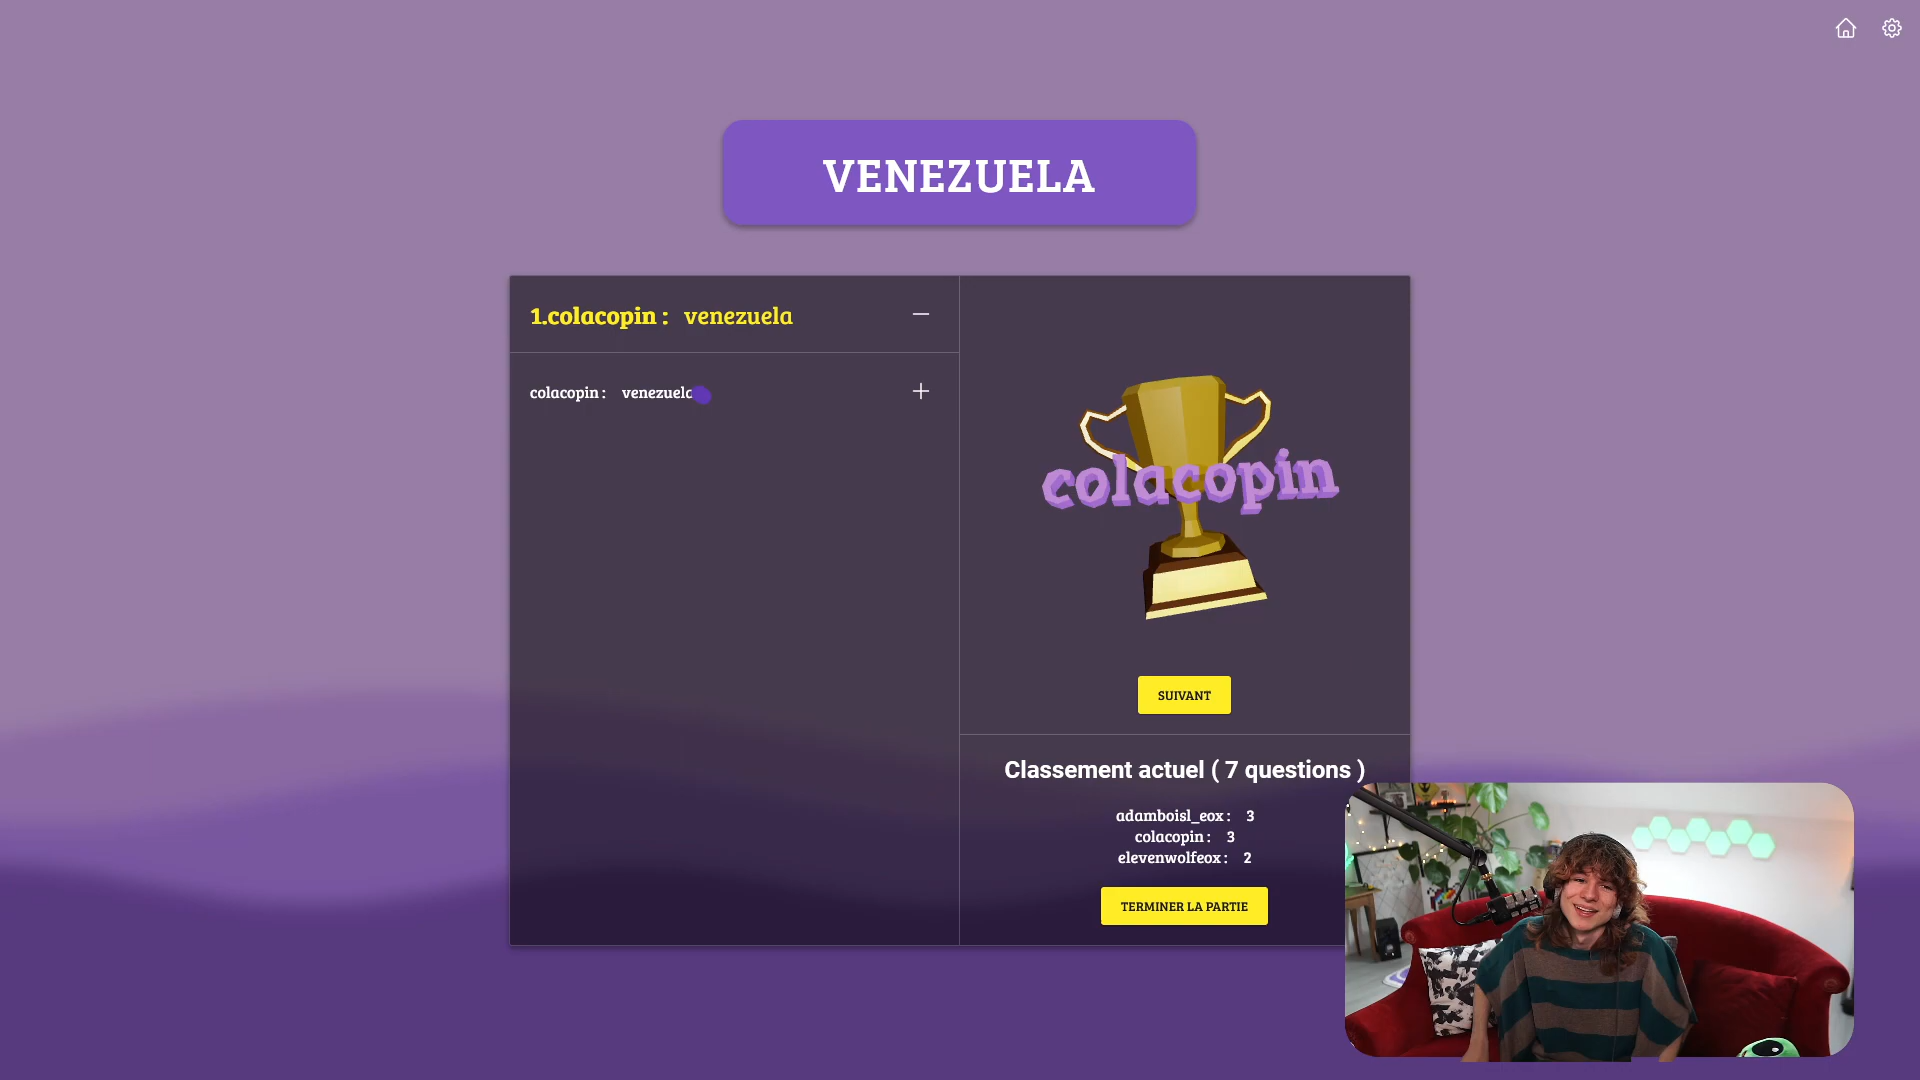 VENEZUELA
1.colacopin : venezuela
colacopin : venezuela
colacopin
SUIVANT
Classement actuel ( 7 questions )
adamboisl_eox : 3
colacopin : 3
elevenwolfeox : 2
TERMINER LA PARTIE